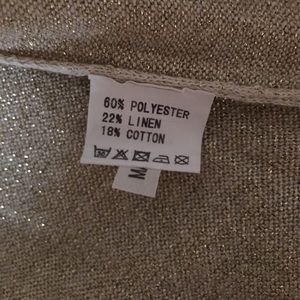 60% POLYESTER
22% LINEN
18% COTTON
M